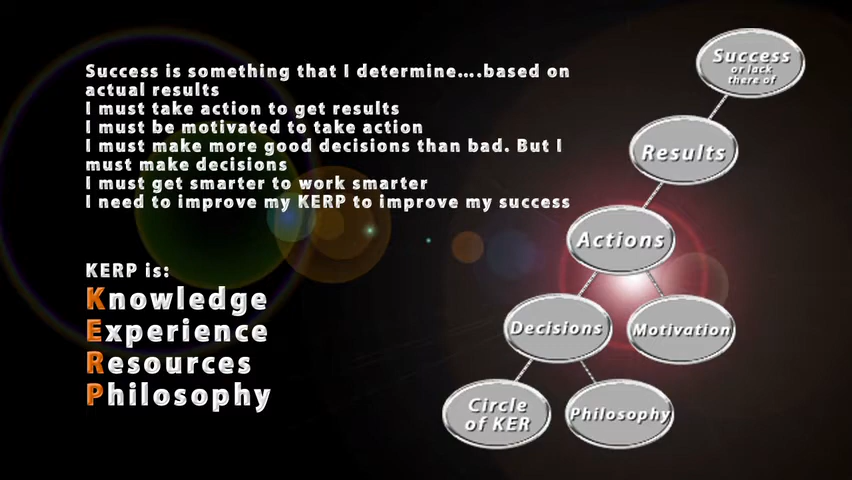 Success is something that I determine....based on
actual results
I must take action to get results
I must be motivated to take action
I must make more good decisions than bad. But I
must make decisions
I must get smarter to work smarter
I need to improve my KERP to improve my success
KERP is:
Knowledge
Experience
Resources
Philosophy
Success
or lack
there of
Results
Actions
Decisions
Motivation
Circle
of KER
Philosophy